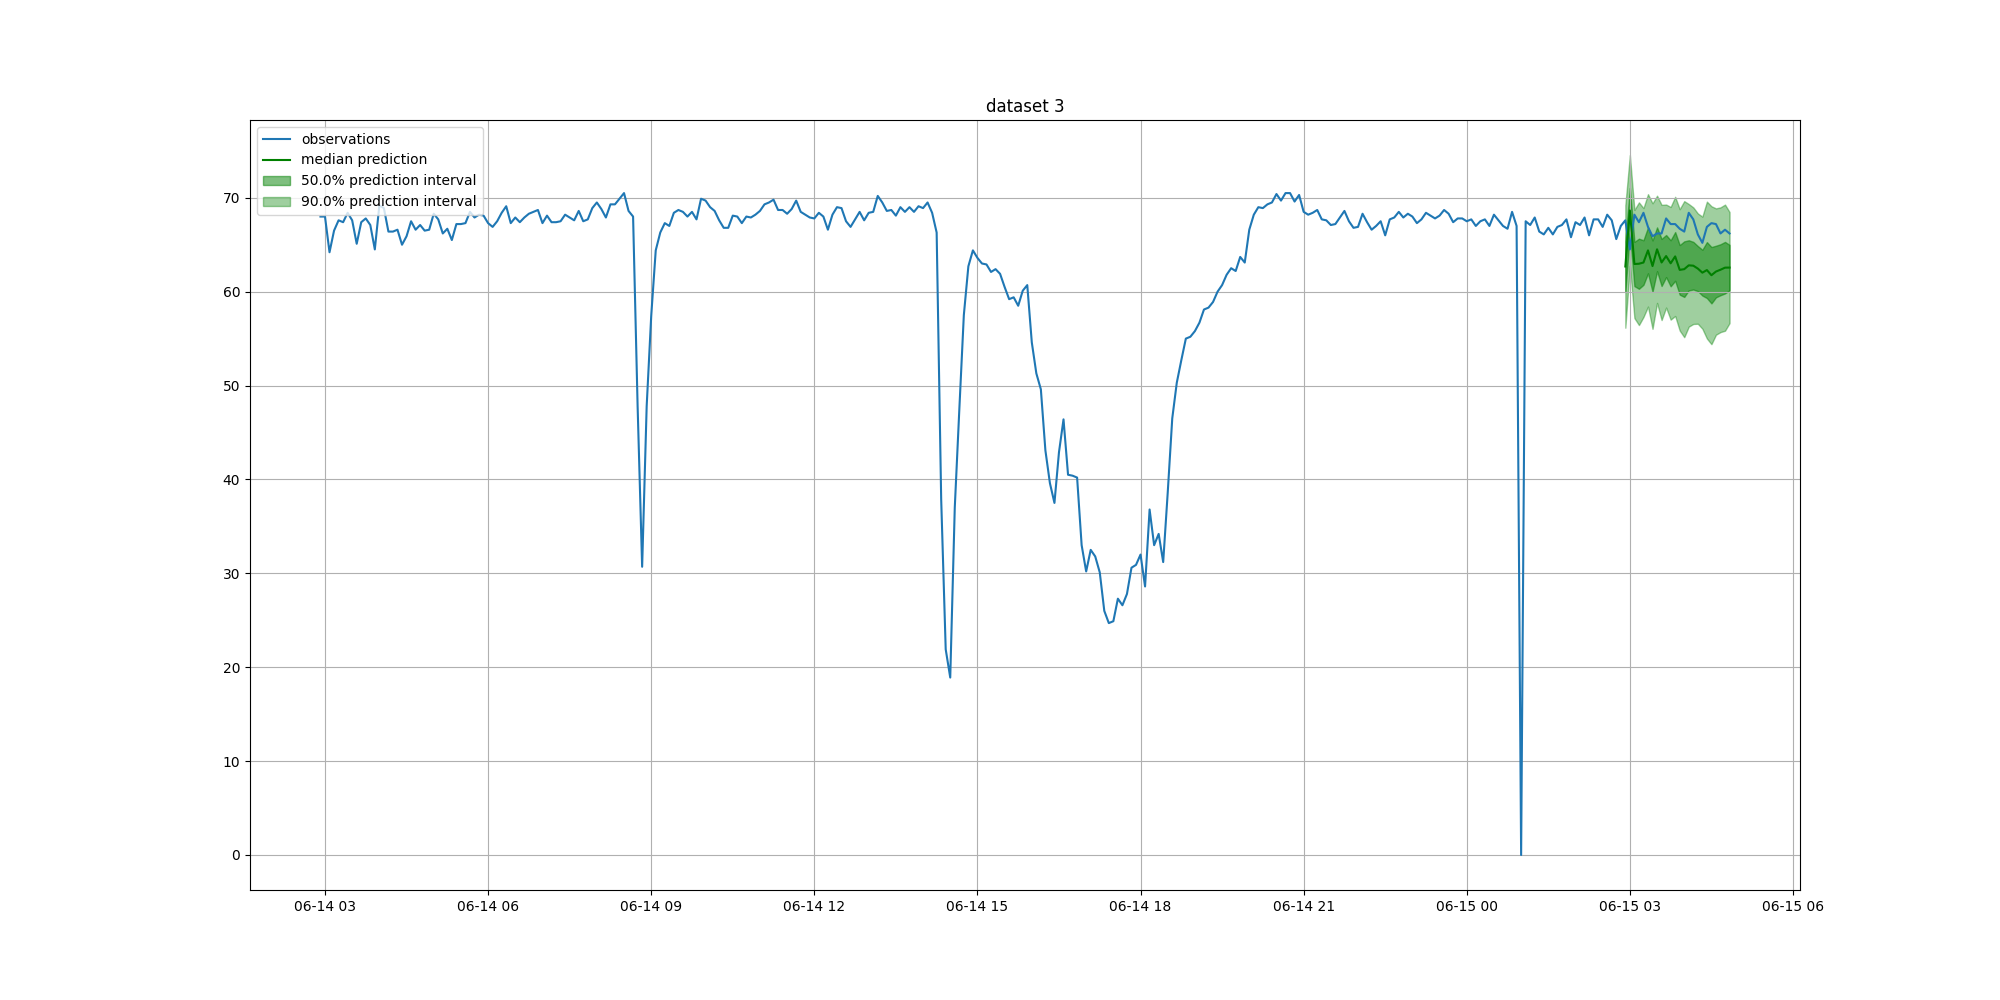 dataset 3
observations
median prediction
50.0% prediction interval
90.0% prediction interval
70
60
50
40
30
20
10
0
06-14 03 06-14 06 06-14 09 06-14 12 06-14 15 06-14 18 06-14 21 06-15 00 06-15 03 06-15 06